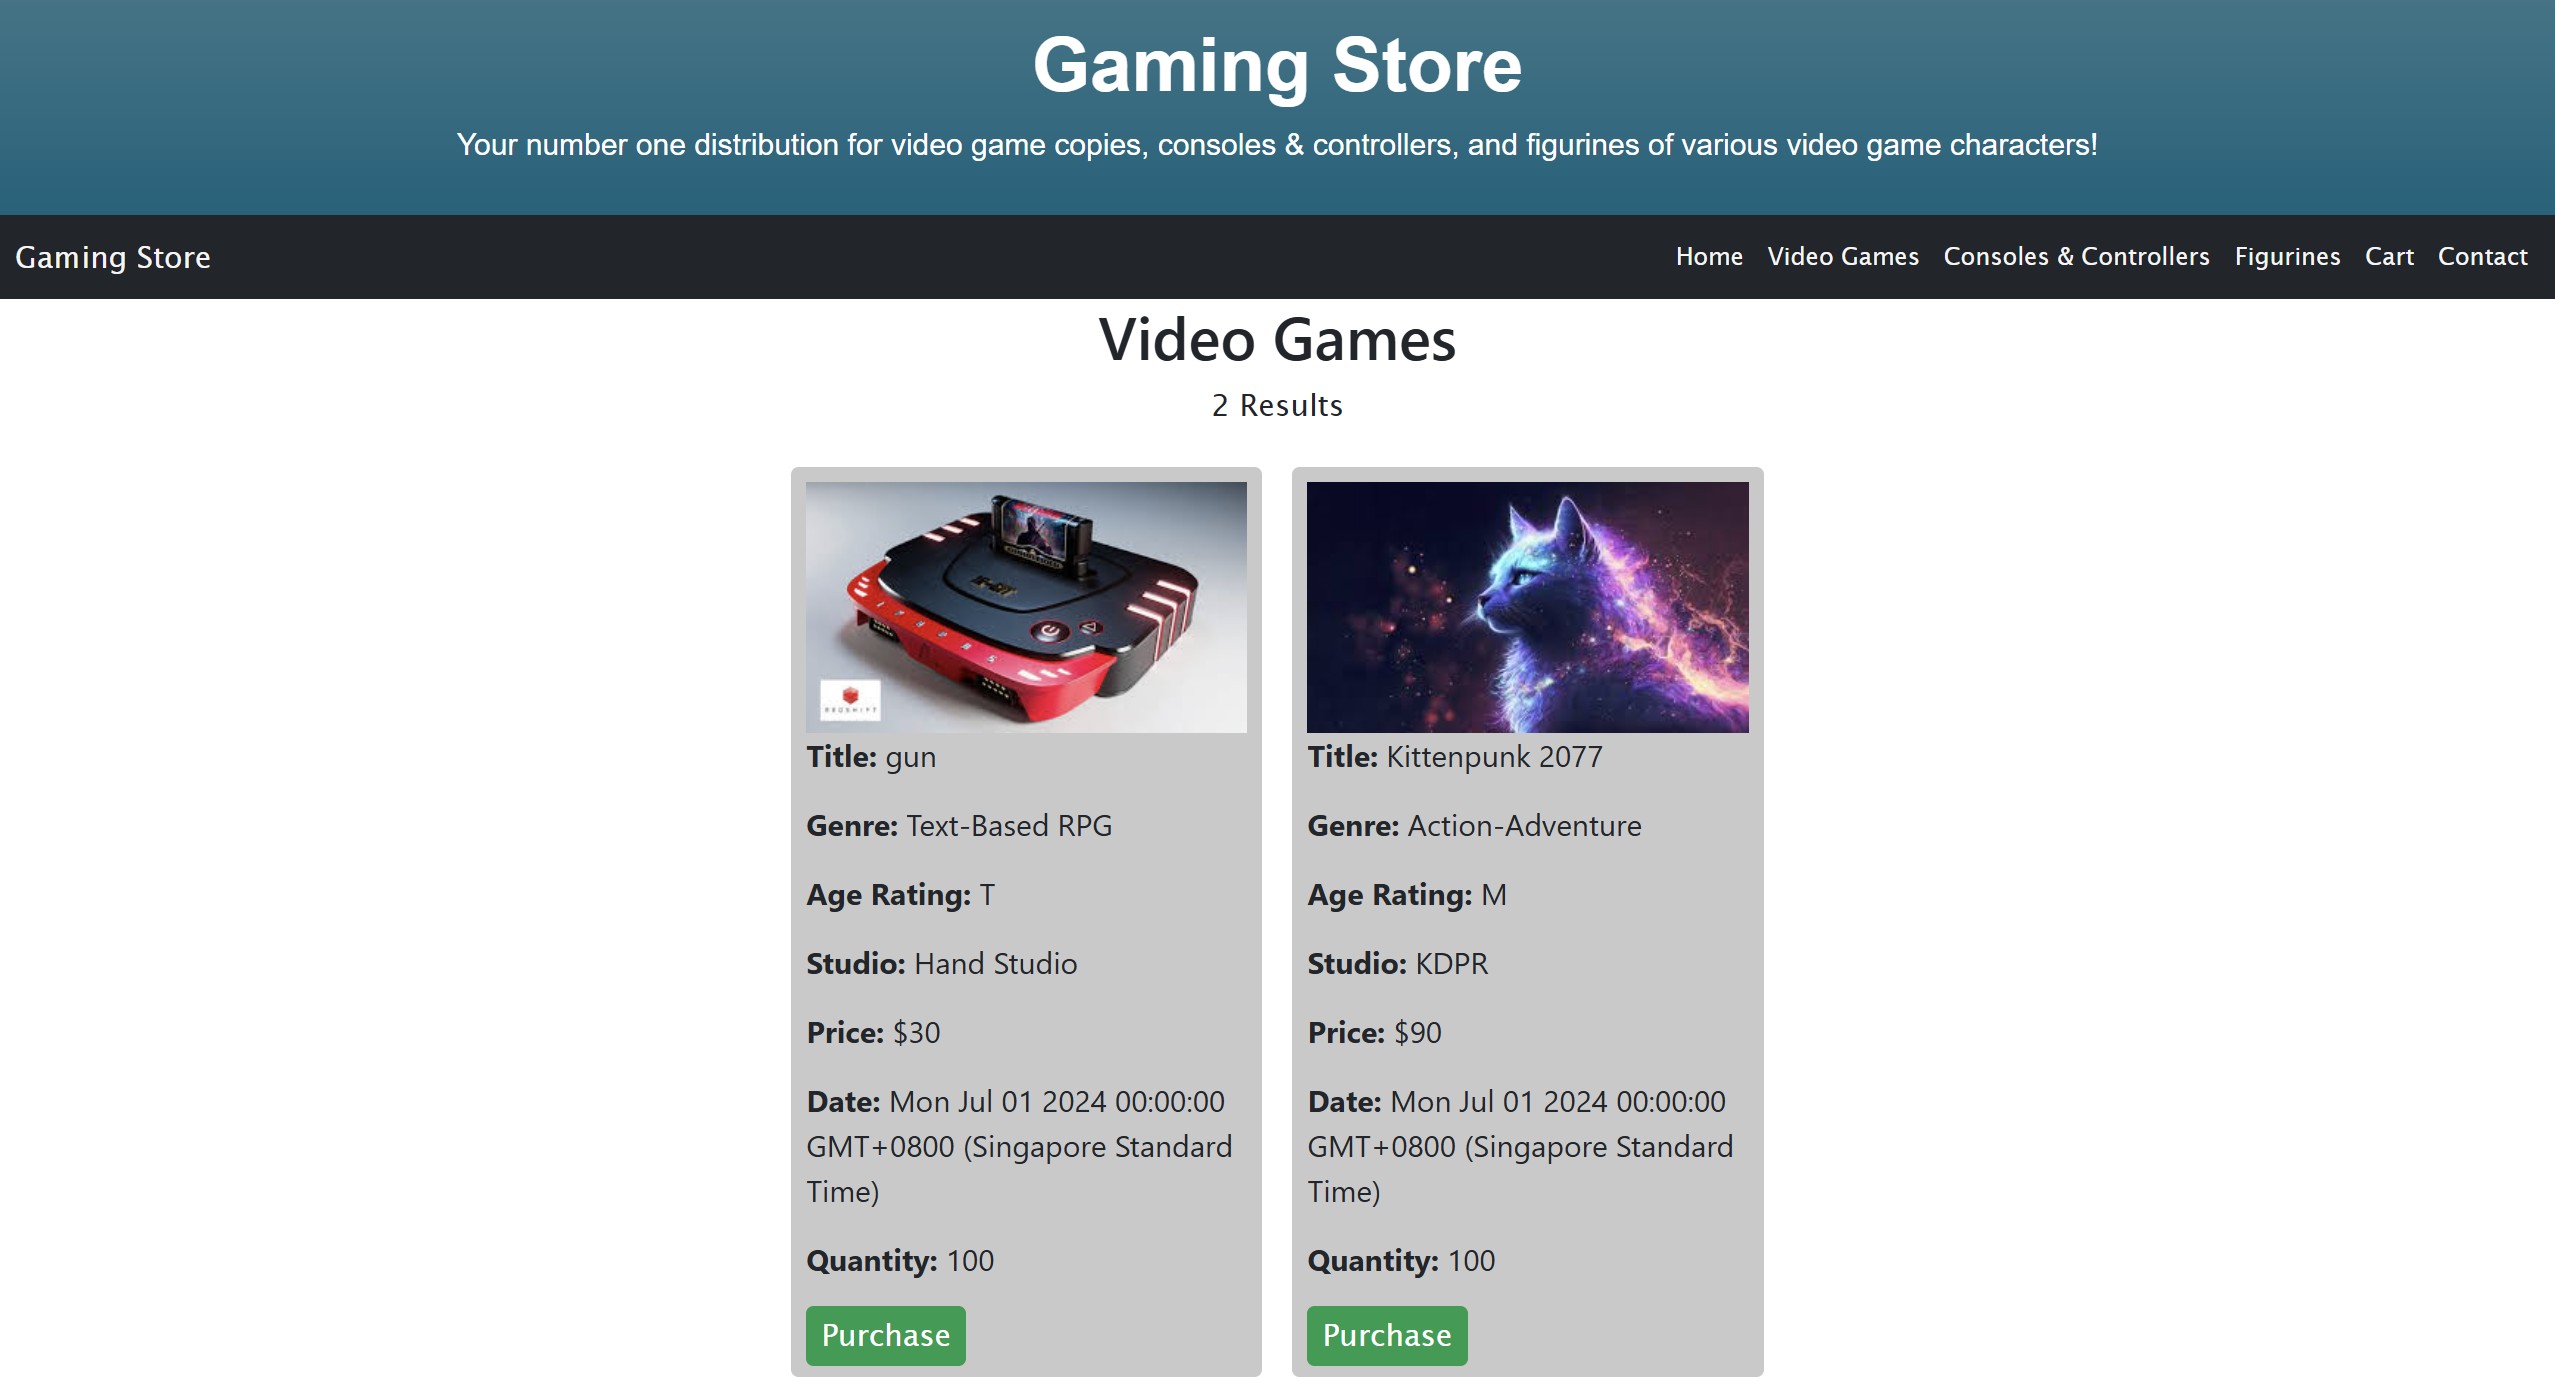 Gaming Store
Your number one distribution for video game copies, consoles & controllers, and figurines of various video game characters!
Gaming Store
Home Video Games Consoles & Controllers Figurines Cart Contact
Video Games
2 Results
Title: gun
Genre: Text-Based RPG
Age Rating: T
Studio: Hand Studio
Price: $30
Date: Mon Jul 01 2024 00:00:00
GMT+0800 (Singapore Standard
Time)
Quantity: 100
Purchase
Title: Kittenpunk 2077
Genre: Action-Adventure
Age Rating: M
Studio: KDPR
Price: $90
Date: Mon Jul 01 2024 00:00:00
GMT+0800 (Singapore Standard
Time)
Quantity: 100
Purchase